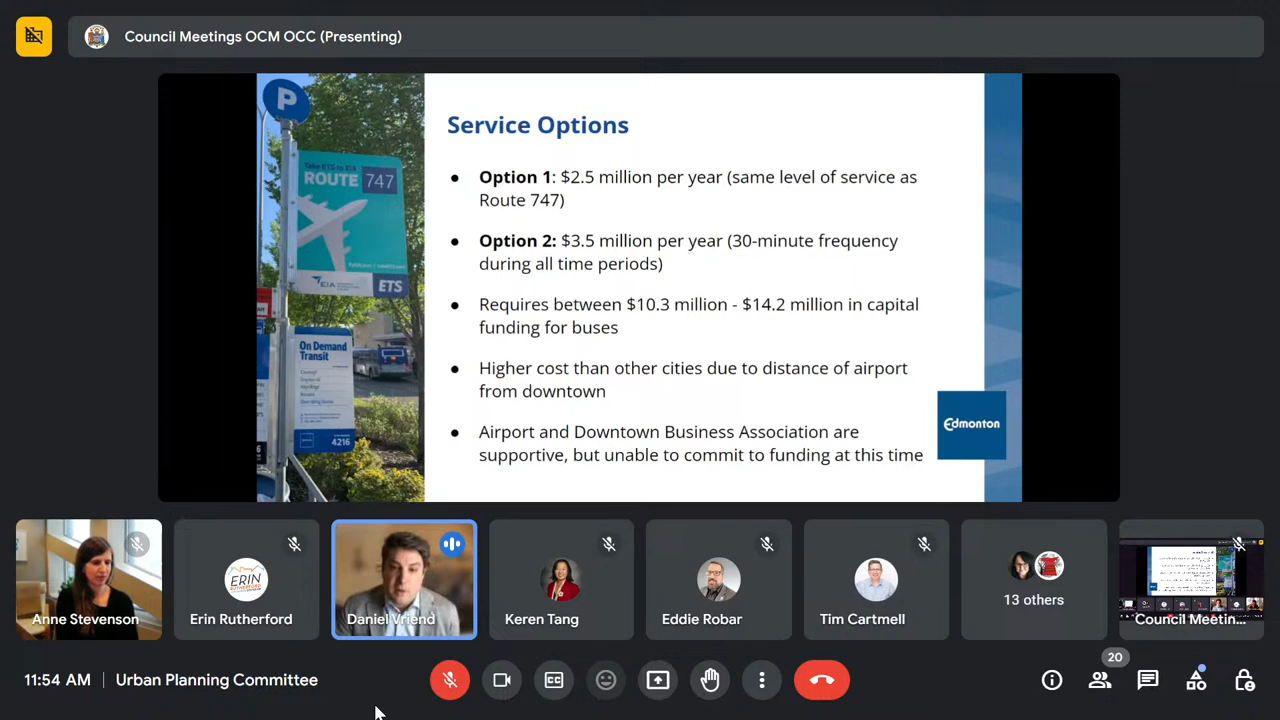 Council Meetings OCM OCC (Presenting)
P
Take ETS to EIA
ROUTE 747
EIA
ETS
On Demand
Transit
4216
Service Options
● Option 1: $2.5 million per year (same level of service as
Route 747)
● Option 2: $3.5 million per year (30-minute frequency
during all time periods)
● Requires between $10.3 million - $14.2 million in capital
funding for buses
● Higher cost than other cities due to distance of airport
from downtown
● Airport and Downtown Business Association are
supportive, but unable to commit to funding at this time
Edmonton
Anne Stevenson
ERIN
RUTHERFORD
Erin Rutherford
Daniel Vriend
Keren Tang
Eddie Robar
Tim Cartmell
13 others
Council Meetin...
11:54 AM | Urban Planning Committee
20